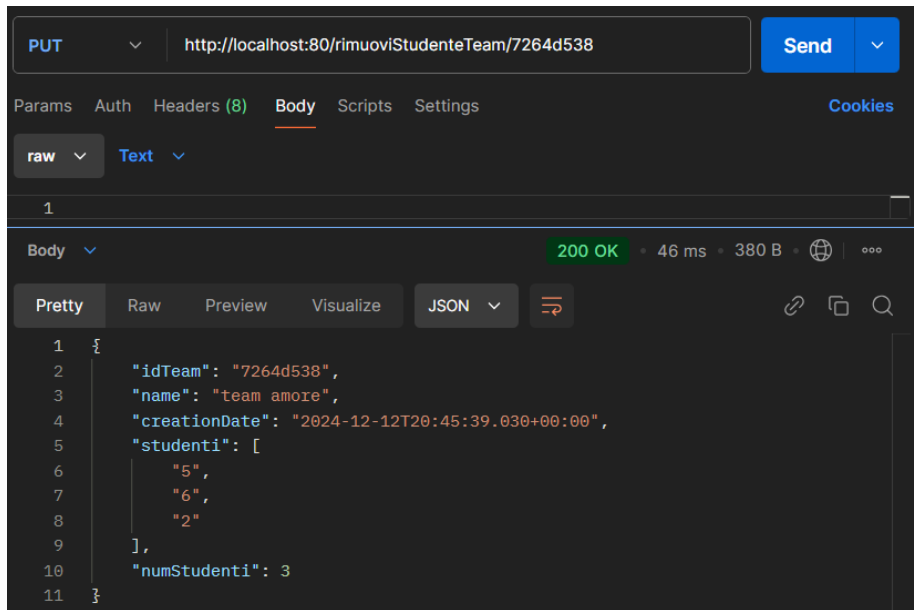 PUT http://localhost:80/rimuoviStudenteTeam/7264d538 Send
Params Auth Headers (8) Body Scripts Settings Cookies
raw Text
1
Body 200 OK • 46 ms • 380 B •
Pretty Raw Preview Visualize JSON
1 {
2 "idTeam": "7264d538",
3 "name": "team amore",
4 "creationDate": "2024-12-12T20:45:39.030+00:00",
5 "studenti": [
6 "5",
7 "6",
8 "2"
9 ],
10 "numStudenti": 3
11 }